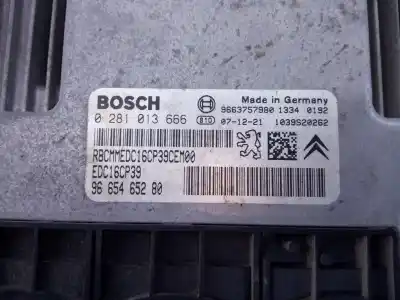 BOSCH
Made in Germany
9663757980 1334 0192
0 281 013 666
810 07-12-21 1039S20262
RBCMMEDC16CP39CEM00
EDC16CP39
96 654 652 80